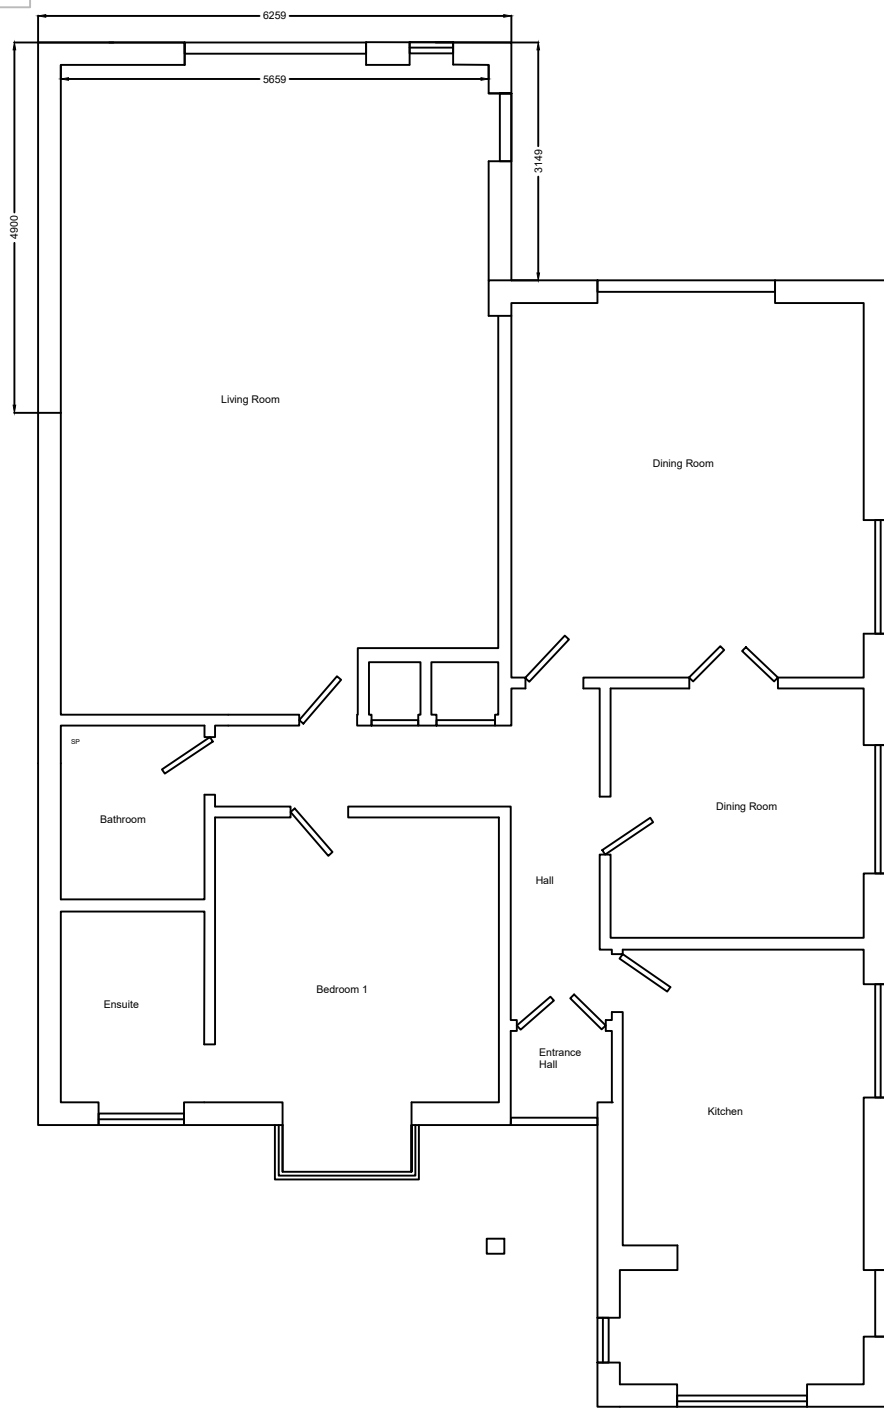 6259
5659
3149
4900
Living Room
Dining Room
SP
Bathroom
Dining Room
Hall
Bedroom 1
Ensuite
Entrance
Hall
Kitchen